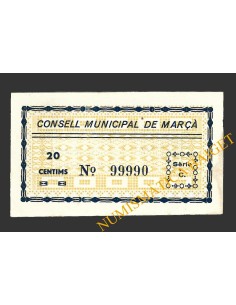 CONSELL MUNICIPAL DE MARÇÀ
20
CENTIMS
Nº 99990
Sèrie
C.